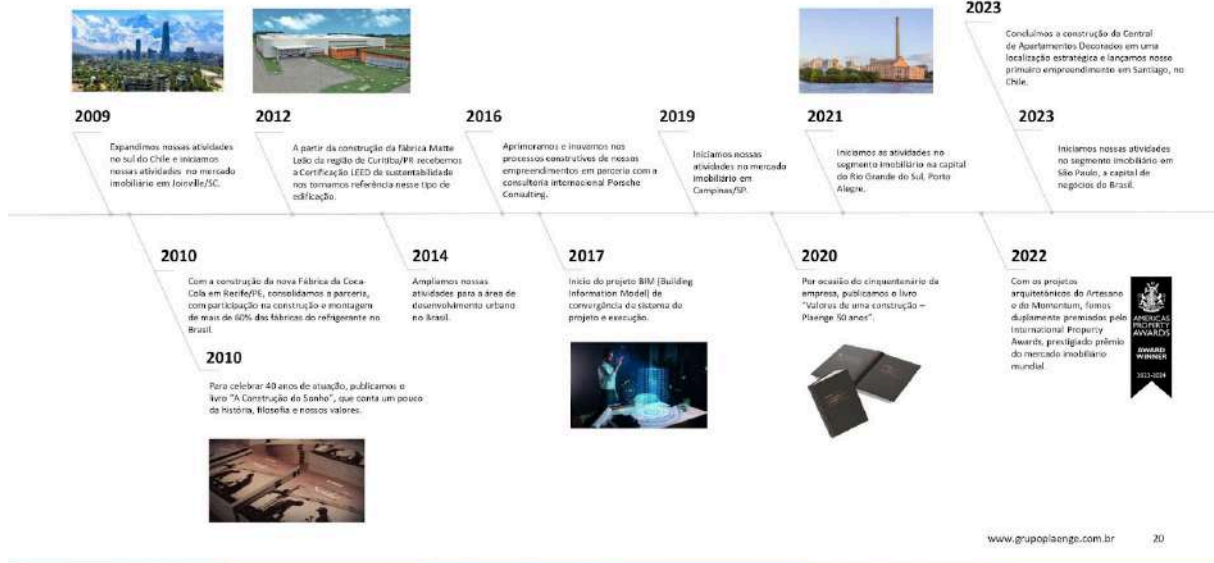 2009
Expandimos nossas atividades
no sul do Chile e iniciamos
nossas atividades no mercado
imobiliário em Joinville/SC.
2012
A partir da construção da fábrica Matte
Leão da região de Curitiba/PR recebemos
a Certificação LEED de sustentabilidade
nos tornamos referência nesse tipo de
edificação.
2016
Aprimoramos e inovamos nos
processos construtivos de nossos
empreendimentos em parceria com a
consultoria internacional Porsche
Consulting.
2019
Iniciamos nossas
atividades no mercado
imobiliário em
Campinas/SP.
2021
Iniciamos as atividades no
segmento imobiliário na capital
do Rio Grande do Sul, Porto
Alegre.
2023
Concluímos a construção da Central
de Apartamentos Decorados em uma
localização estratégica e lançamos nosso
primeiro empreendimento em Santiago, no
Chile.
2023
Iniciamos nossas atividades
no segmento imobiliário em
São Paulo, a capital de
negócios do Brasil.
2010
Com a construção da nova Fábrica da Coca-
Cola em Recife/PE, consolidamos a parceria,
com participação na construção e montagem
de mais de 60% das fábricas do refrigerante no
Brasil.
2010
Para celebrar 40 anos de atuação, publicamos o
livro "A Construção do Sonho", que conta um pouco
da história, filosofia e nossos valores.
2014
Ampliamos nossas
atividades para a área de
desenvolvimento urbano
no Brasil.
2017
Início do projeto BIM (Building
Information Model) de
convergência do sistema de
projeto e execução.
2020
Por ocasião do cinquentenário da
empresa, publicamos o livro
"Valores de uma construção –
Plaenge 50 anos".
2022
Com os projetos
arquitetônicos do Artesano
e do Momentum, fomos
duplamente premiados pelo
International Property
Awards, prestigiado prêmio
do mercado imobiliário
mundial.
AMERICAS
PROPERTY
AWARDS
AWARD
WINNER
2023-2024
www.grupoplaenge.com.br 20